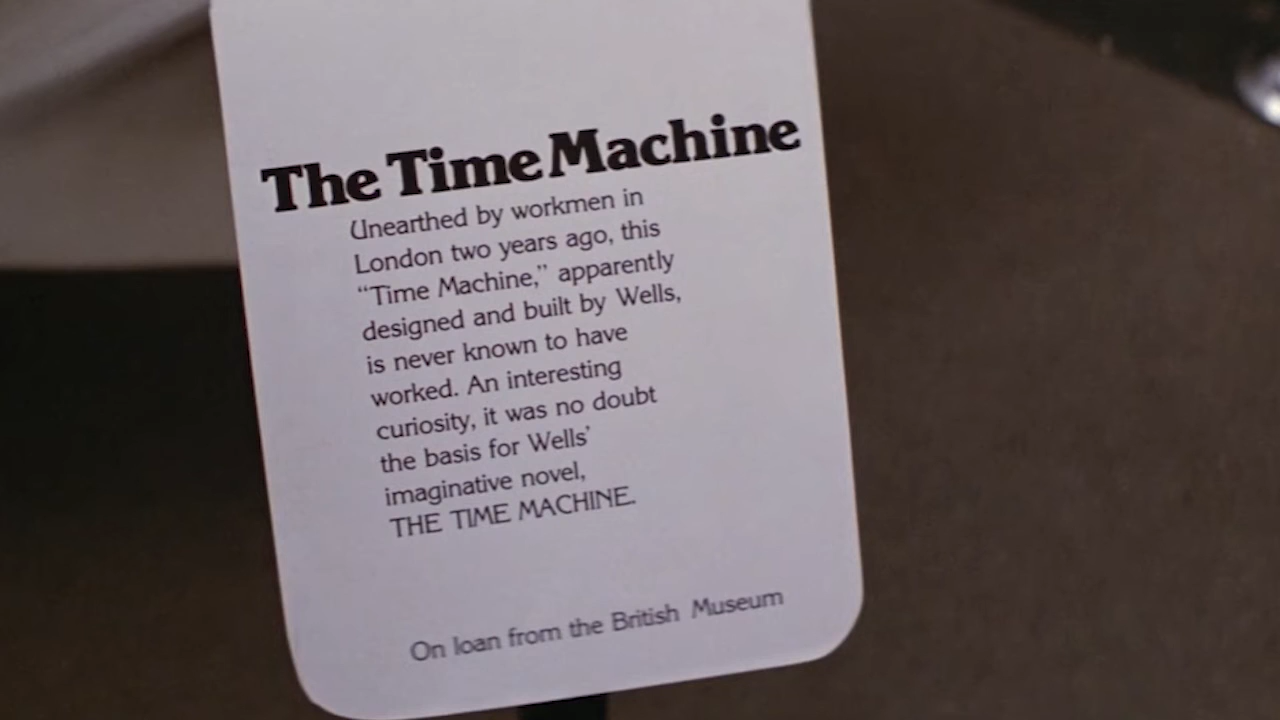 The Time Machine
Unearthed by workmen in
London two years ago, this
“Time Machine,” apparently
designed and built by Wells,
is never known to have
worked. An interesting
curiosity, it was no doubt
the basis for Wells’
imaginative novel,
THE TIME MACHINE.
On loan from the British Museum